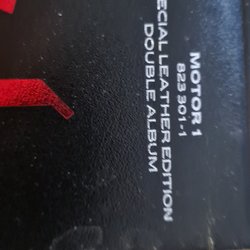 MOTOR 1
823 301-1
ECIAL LEATHER EDITION
DOUBLE ALBUM